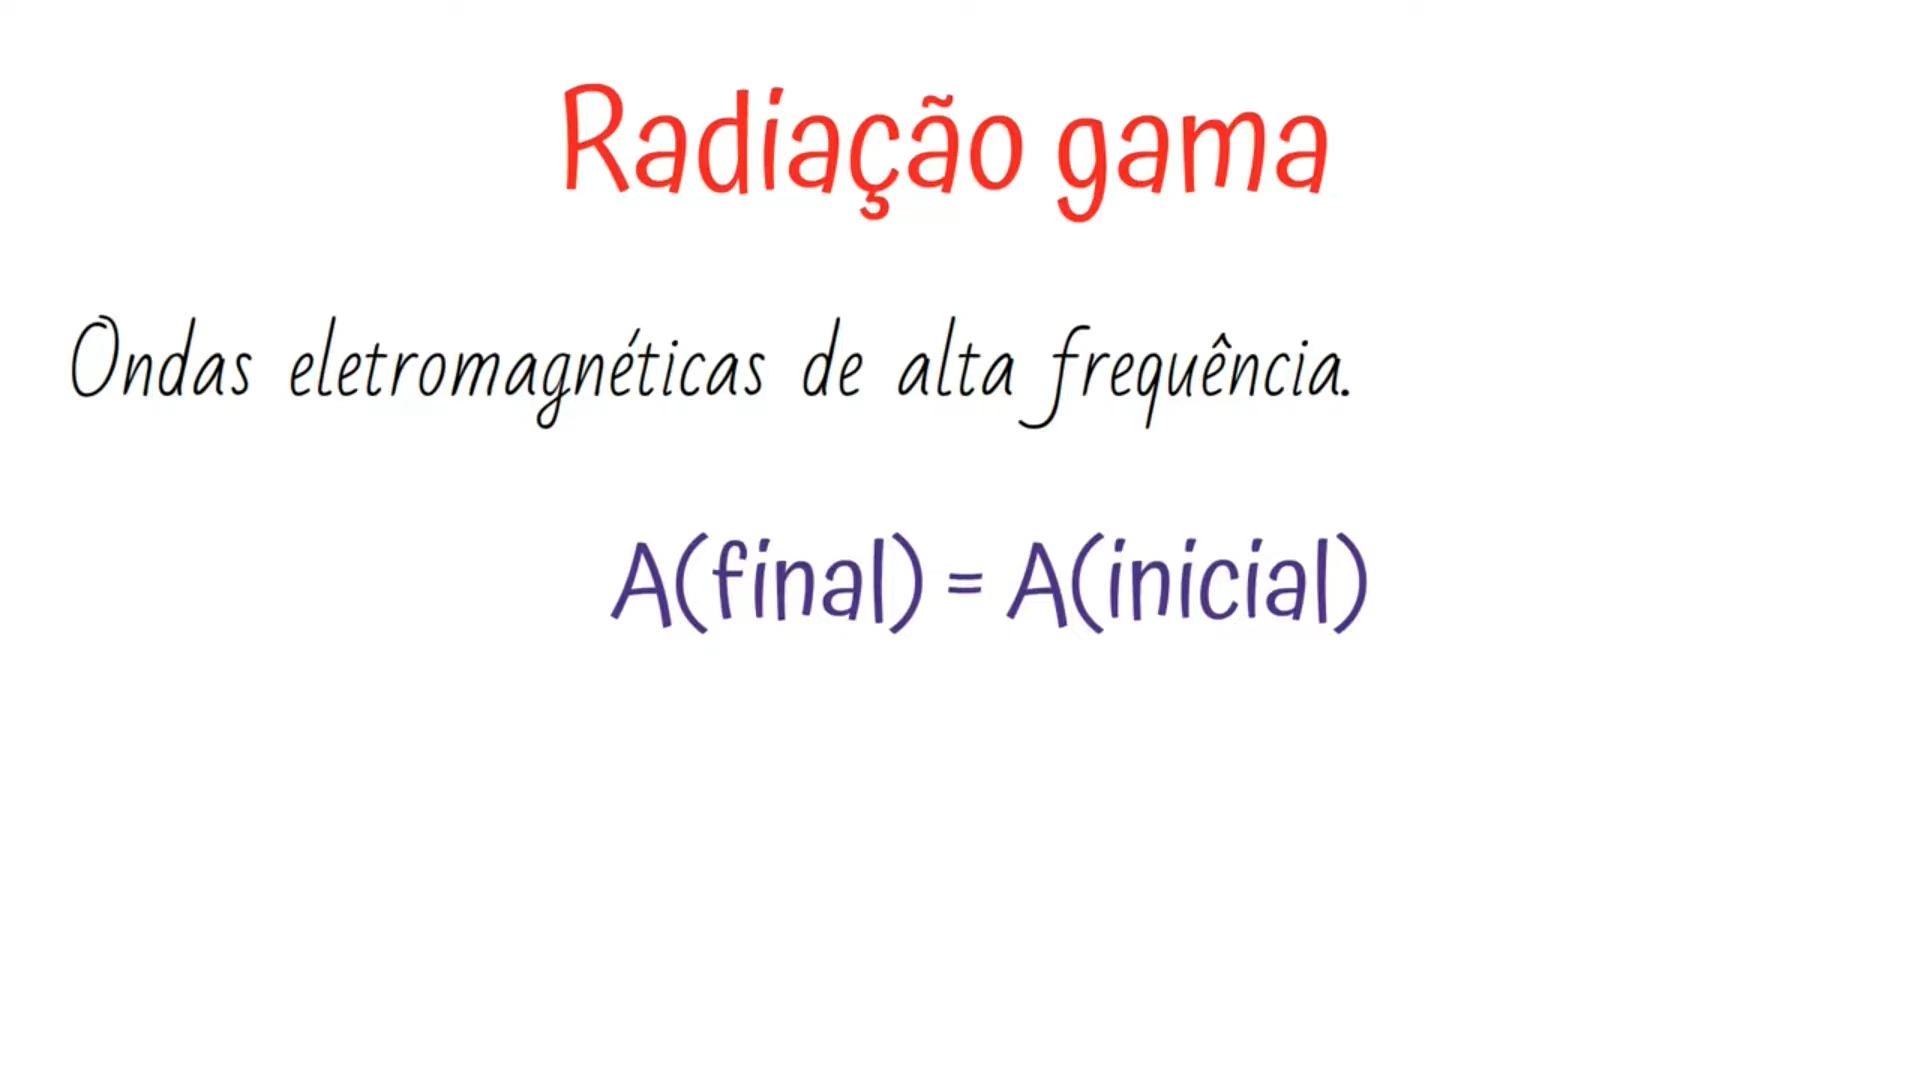 Radiação gama
Ondas eletromagnéticas de alta frequência.
A(final) = A(inicial)